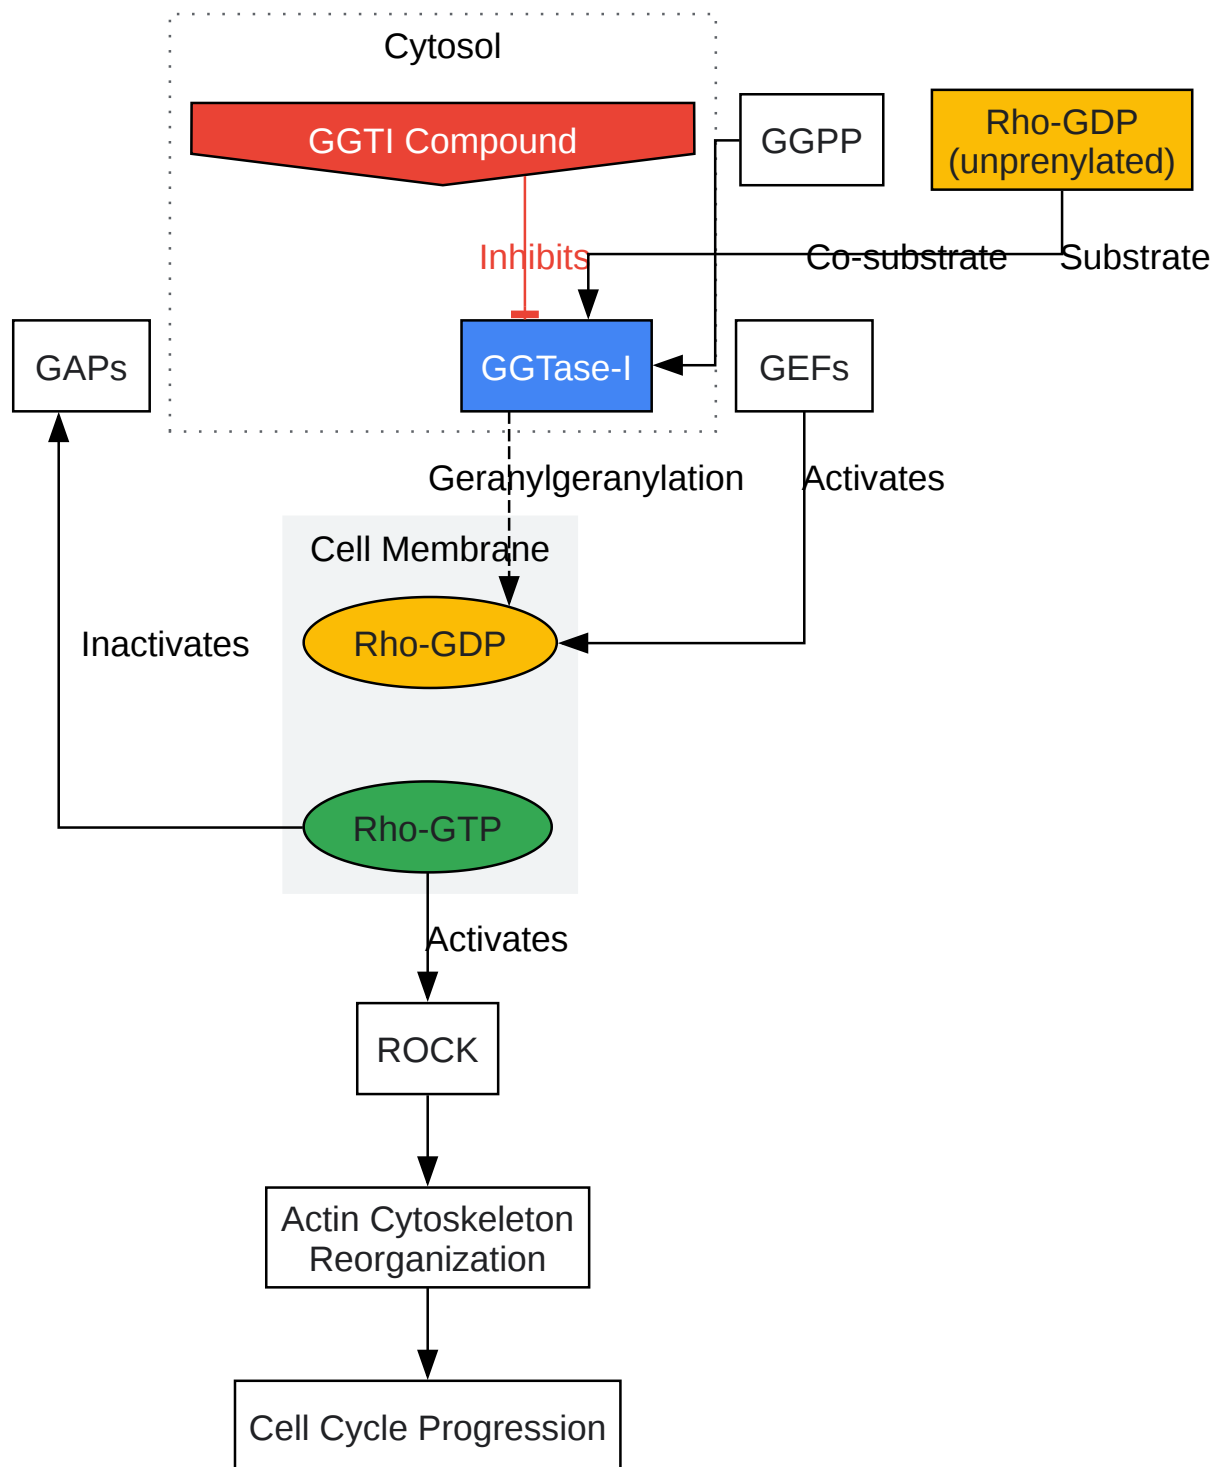 Cytosol
GGTI Compound
GGPP
Rho-GDP
(unprenylated)
Inhibits
Co-substrate
Substrate
GAPs
GGTase-I
GEFs
Geranylgeranylation
Activates
Cell Membrane
Inactivates
Rho-GDP
Rho-GTP
Activates
ROCK
Actin Cytoskeleton
Reorganization
Cell Cycle Progression